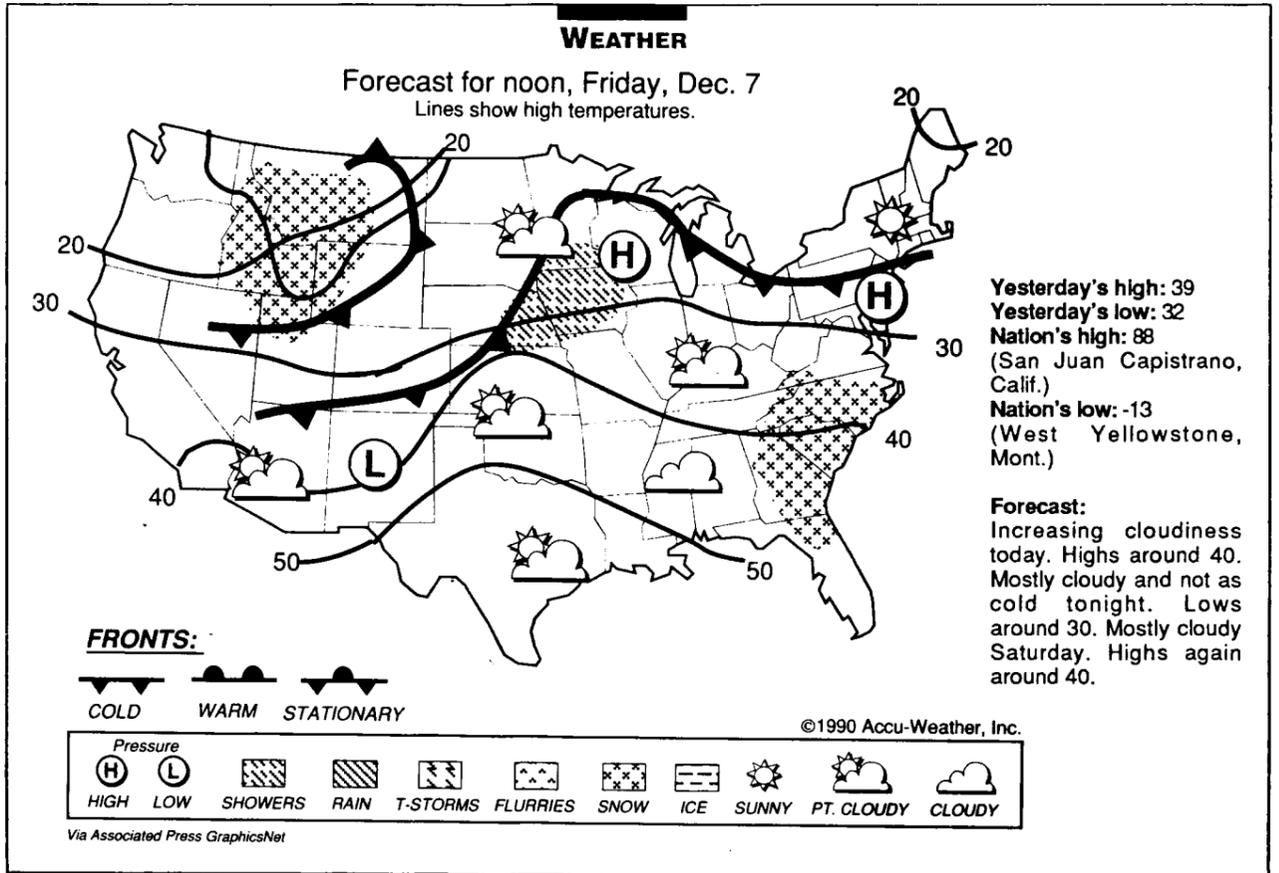 WEATHER
Forecast for noon, Friday, Dec. 7
Lines show high temperatures.
20
20
20
20
30
30
40
40
50
50
H
H
L
Yesterday's high: 39
Yesterday's low: 32
Nation's high: 88
(San Juan Capistrano,
Calif.)
Nation's low: -13
(West Yellowstone,
Mont.)
Forecast:
Increasing cloudiness
today. Highs around 40.
Mostly cloudy and not as
cold tonight. Lows
around 30. Mostly cloudy
Saturday. Highs again
around 40.
FRONTS:
COLD WARM STATIONARY
©1990 Accu-Weather, Inc.
Pressure
H L
HIGH LOW SHOWERS RAIN T-STORMS FLURRIES SNOW ICE SUNNY PT. CLOUDY CLOUDY
Via Associated Press GraphicsNet